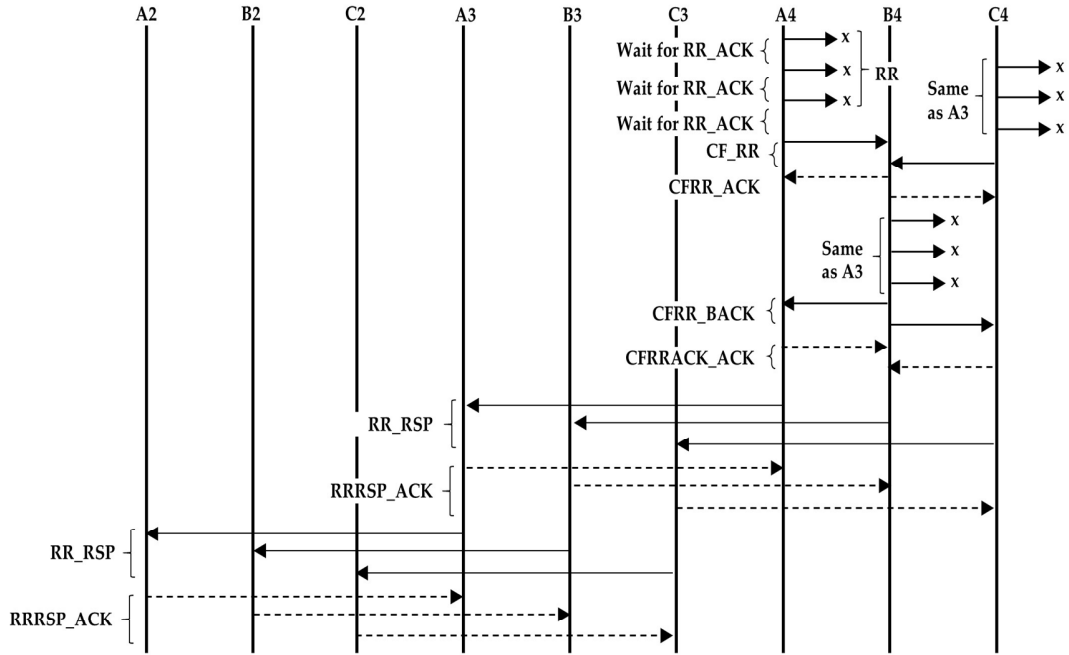 A2 B2 C2 A3 B3 C3 A4 B4 C4
Wait for RR_ACK { x
x RR
Wait for RR_ACK { x
Same
as A3
x
x
x
Wait for RR_ACK {
CF_RR {
CFRR_ACK
x
Same
as A3
x
x
CFRR_BACK {
CFRRACK_ACK {
RR_RSP
RRRSP_ACK
RR_RSP
RRRSP_ACK